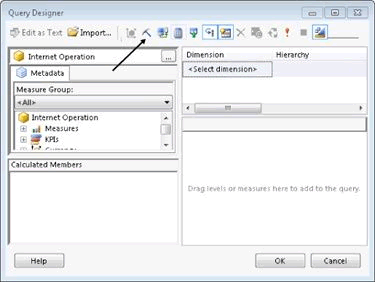 Query Designer
Edit as Text Import...
Internet Operation ...
Metadata
Measure Group:
<All>
Internet Operation
Measures
KPIs
Calculated Members
Dimension Hierarchy
<Select dimension>
Drag levels or measures here to add to the query.
Help OK Cancel